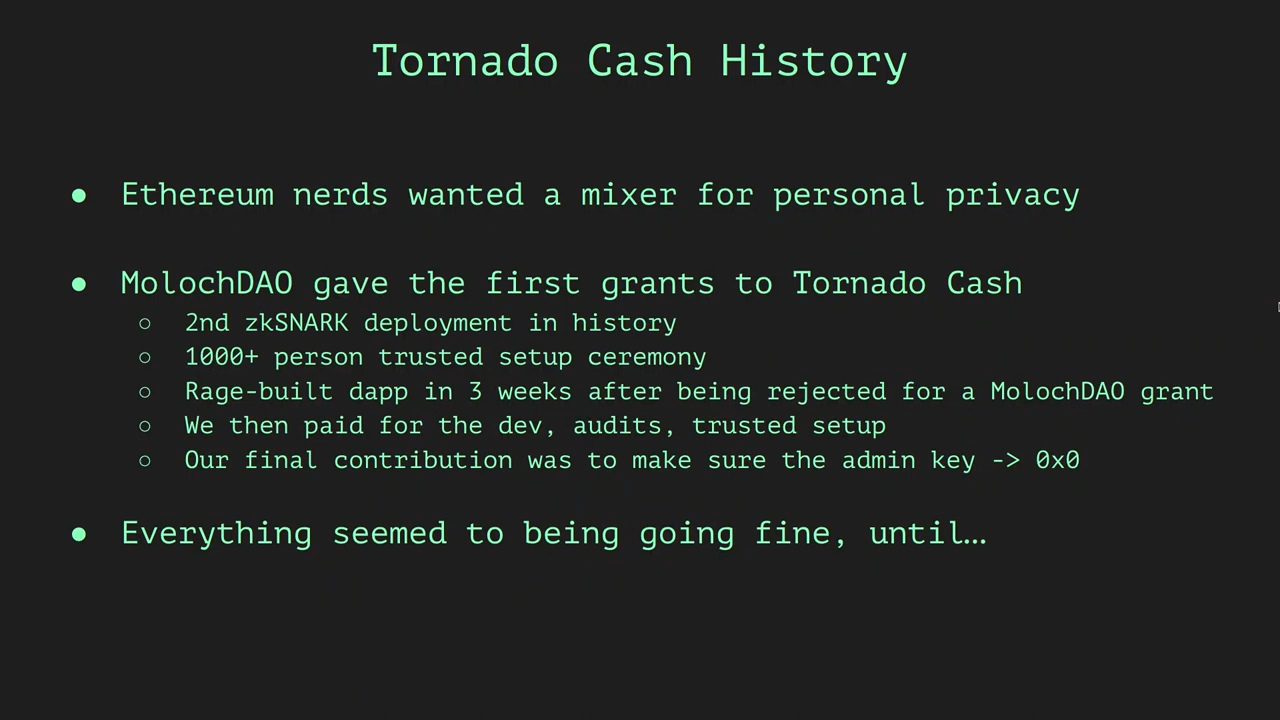 Tornado Cash History
● Ethereum nerds wanted a mixer for personal privacy
● MolochDAO gave the first grants to Tornado Cash
○ 2nd zkSNARK deployment in history
○ 1000+ person trusted setup ceremony
○ Rage-built dapp in 3 weeks after being rejected for a MolochDAO grant
○ We then paid for the dev, audits, trusted setup
○ Our final contribution was to make sure the admin key -> 0x0
● Everything seemed to being going fine, until…